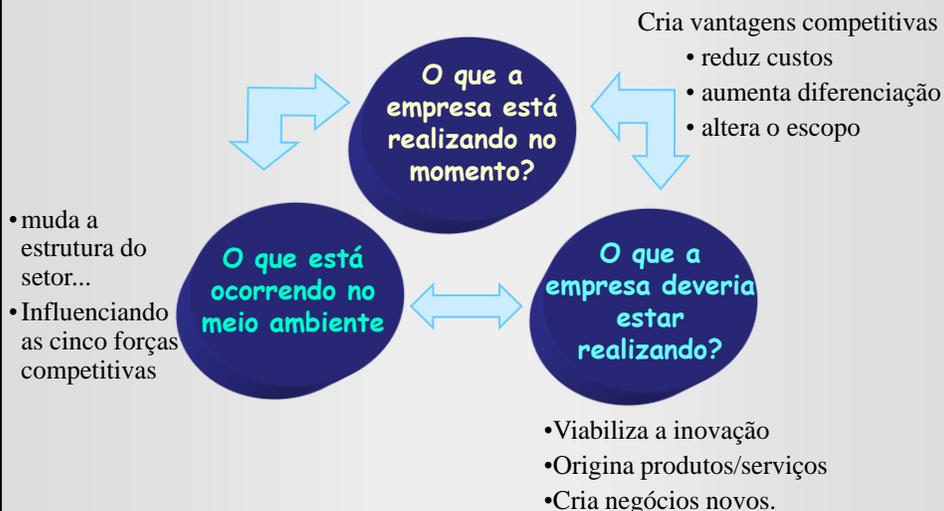 Cria vantagens competitivas
• reduz custos
• aumenta diferenciação
• altera o escopo
O que a
empresa está
realizando no
momento?
• muda a
estrutura do
setor...
• Influenciando
as cinco forças
competitivas
O que está
ocorrendo no
meio ambiente
O que a
empresa deveria
estar
realizando?
•Viabiliza a inovação
•Origina produtos/serviços
•Cria negócios novos.